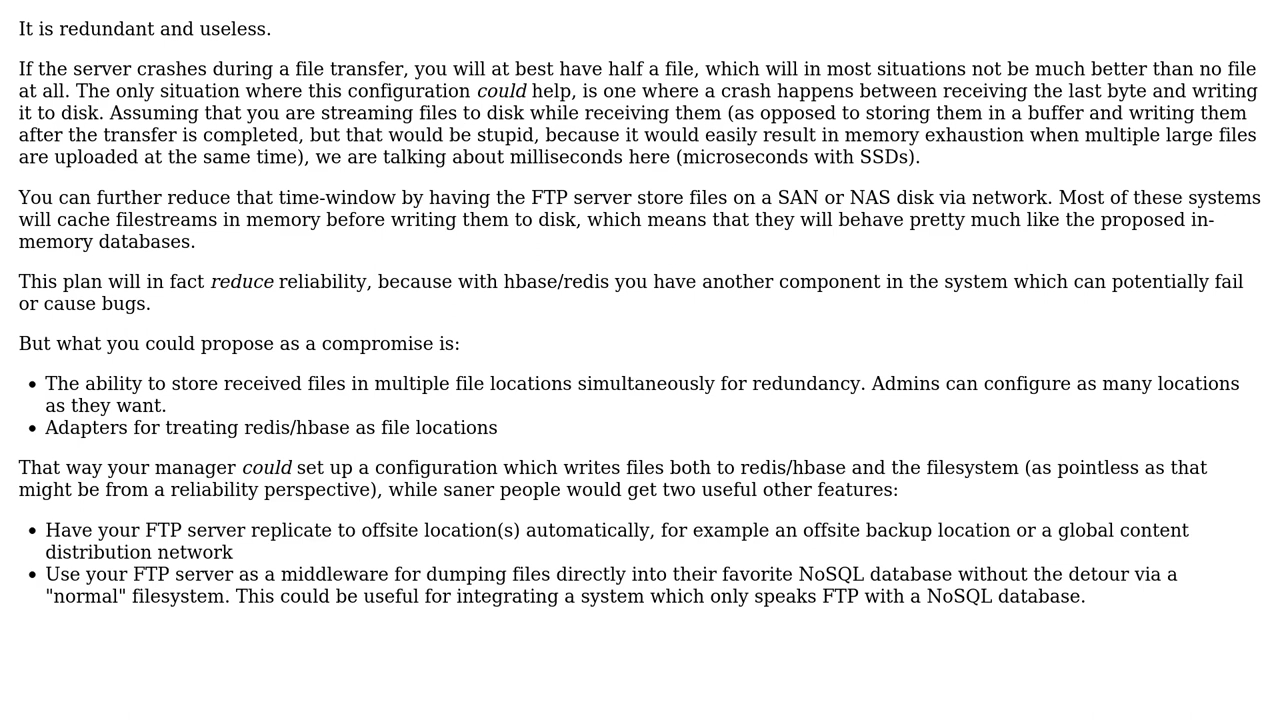 It is redundant and useless.
If the server crashes during a file transfer, you will at best have half a file, which will in most situations not be much better than no file
at all. The only situation where this configuration could help, is one where a crash happens between receiving the last byte and writing
it to disk. Assuming that you are streaming files to disk while receiving them (as opposed to storing them in a buffer and writing them
after the transfer is completed, but that would be stupid, because it would easily result in memory exhaustion when multiple large files
are uploaded at the same time), we are talking about milliseconds here (microseconds with SSDs).
You can further reduce that time-window by having the FTP server store files on a SAN or NAS disk via network. Most of these systems
will cache filestreams in memory before writing them to disk, which means that they will behave pretty much like the proposed in-
memory databases.
This plan will in fact reduce reliability, because with hbase/redis you have another component in the system which can potentially fail
or cause bugs.
But what you could propose as a compromise is:
• The ability to store received files in multiple file locations simultaneously for redundancy. Admins can configure as many locations
as they want.
• Adapters for treating redis/hbase as file locations
That way your manager could set up a configuration which writes files both to redis/hbase and the filesystem (as pointless as that
might be from a reliability perspective), while saner people would get two useful other features:
• Have your FTP server replicate to offsite location(s) automatically, for example an offsite backup location or a global content
distribution network
• Use your FTP server as a middleware for dumping files directly into their favorite NoSQL database without the detour via a
"normal" filesystem. This could be useful for integrating a system which only speaks FTP with a NoSQL database.